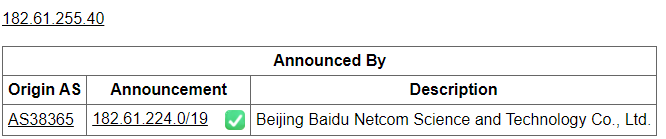 182.61.255.40
Announced By
Origin AS Announcement Description
AS38365 182.61.224.0/19 Beijing Baidu Netcom Science and Technology Co., Ltd.